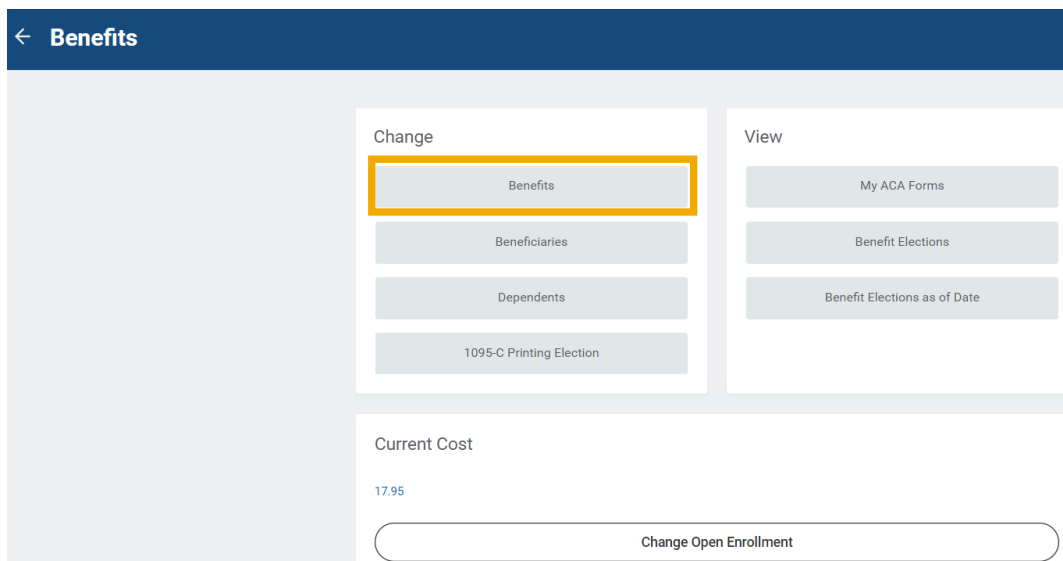 Benefits
Change
Benefits
Beneficiaries
Dependents
1095-C Printing Election
View
My ACA Forms
Benefit Elections
Benefit Elections as of Date
Current Cost
17.95
Change Open Enrollment